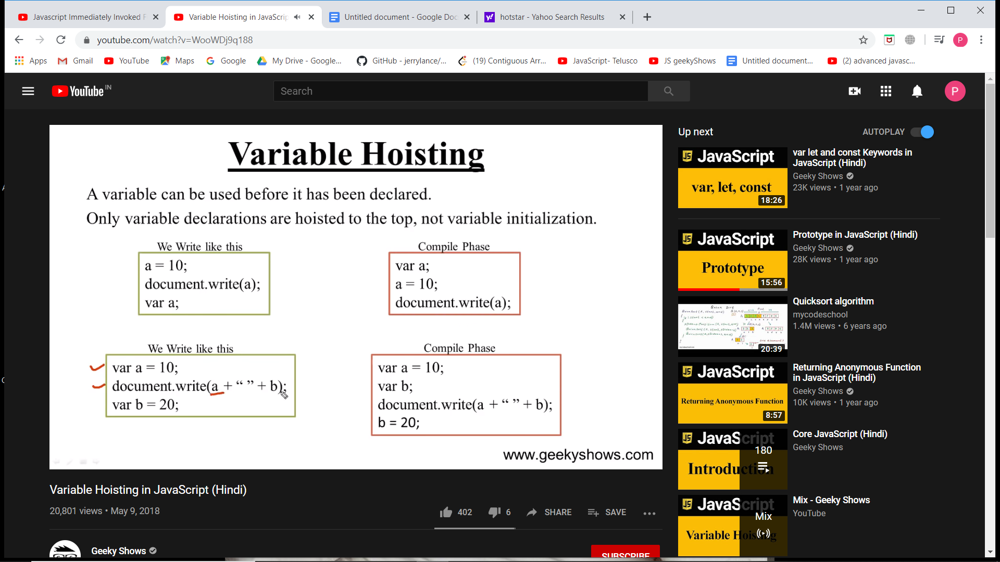 Javascript Immediately Invoked F
Variable Hoisting in JavaScrip
Untitled document - Google Doc
hotstar - Yahoo Search Results
youtube.com/watch?v=WooWDj9q188
P
Apps
Gmail
YouTube
Maps
Google
My Drive - Google...
GitHub - jerrylance/...
(19) Contiguous Arr...
JavaScript- Telusco
JS geekyShows
Untitled document...
(2) advanced javasc...
YouTube IN
Search
P
Variable Hoisting
A variable can be used before it has been declared.
Only variable declarations are hoisted to the top, not variable initialization.
We Write like this
a = 10;
document.write(a);
var a;
Compile Phase
var a;
a = 10;
document.write(a);
We Write like this
var a = 10;
document.write(a + “ ” + b);
var b = 20;
Compile Phase
var a = 10;
var b;
document.write(a + “ ” + b);
b = 20;
www.geekyshows.com
Variable Hoisting in JavaScript (Hindi)
20,801 views • May 9, 2018
402
6
SHARE
SAVE
Geeky Shows
SUBSCRIBE
Up next
AUTOPLAY
JS JavaScript
var, let, const
18:26
var let and const Keywords in
JavaScript (Hindi)
Geeky Shows
23K views • 1 year ago
JS JavaScript
Prototype
15:56
Prototype in JavaScript (Hindi)
Geeky Shows
28K views • 1 year ago
Quick Sort
20:39
Quicksort algorithm
mycodeschool
1.4M views • 6 years ago
JS JavaScript
Returning Anonymous Function
8:57
Returning Anonymous Function
in JavaScript (Hindi)
Geeky Shows
10K views • 1 year ago
JS JavaScript
180
Introduction
Core JavaScript (Hindi)
Geeky Shows
JS JavaScript
Mix
Variable Hoisting
Mix - Geeky Shows
YouTube